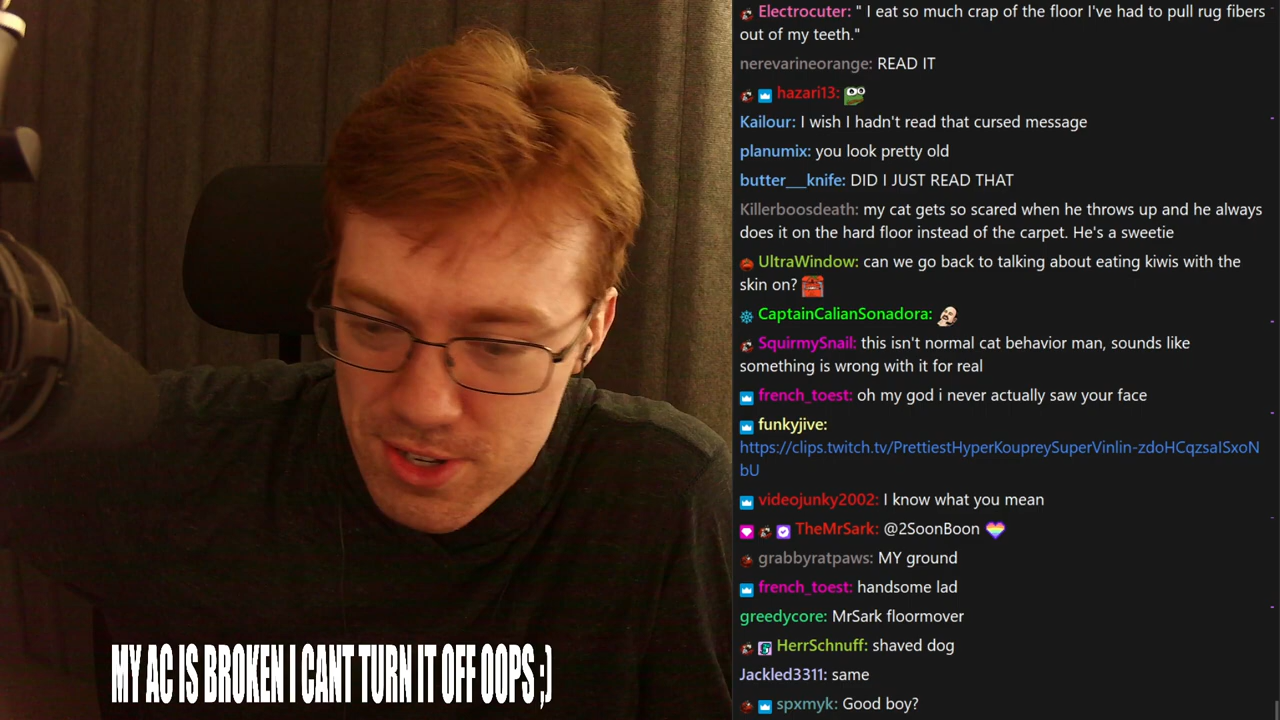 Electrocuter: " I eat so much crap of the floor I've had to pull rug fibers
out of my teeth."
nerevarineorange: READ IT
hazari13:
Kailour: I wish I hadn't read that cursed message
planumix: you look pretty old
butter___knife: DID I JUST READ THAT
Killerboosdeath: my cat gets so scared when he throws up and he always
does it on the hard floor instead of the carpet. He's a sweetie
UltraWindow: can we go back to talking about eating kiwis with the
skin on?
CaptainCalianSonadora:
SquirmySnail: this isn't normal cat behavior man, sounds like
something is wrong with it for real
french_toest: oh my god i never actually saw your face
funkyjive:
https://clips.twitch.tv/PrettiestHyperKoupreySuperVinlin-zdoHCqzsaISxoN
bU
videojunky2002: I know what you mean
TheMrSark: @2SoonBoon
grabbyratpaws: MY ground
french_toest: handsome lad
greedycore: MrSark floormover
HerrSchnuff: shaved dog
Jackled3311: same
spxmyk: Good boy?
MY AC IS BROKEN I CANT TURN IT OFF OOPS ;)